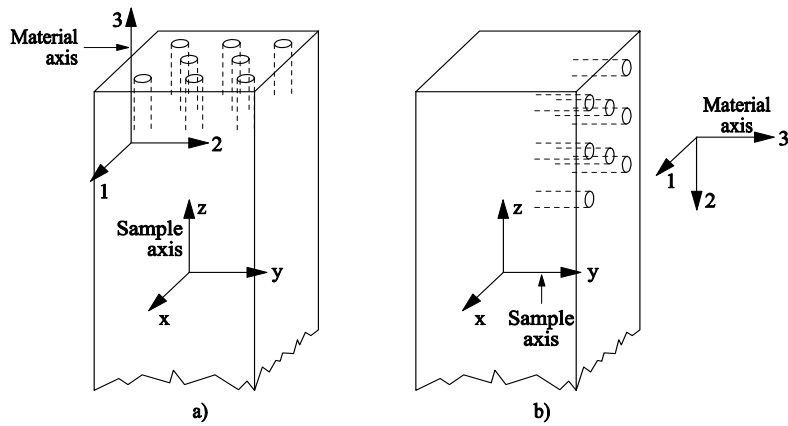 Material
axis
3
2
1
Sample
axis
z
y
x
a)
Material
axis
3
1
2
z
y
x
Sample
axis
b)